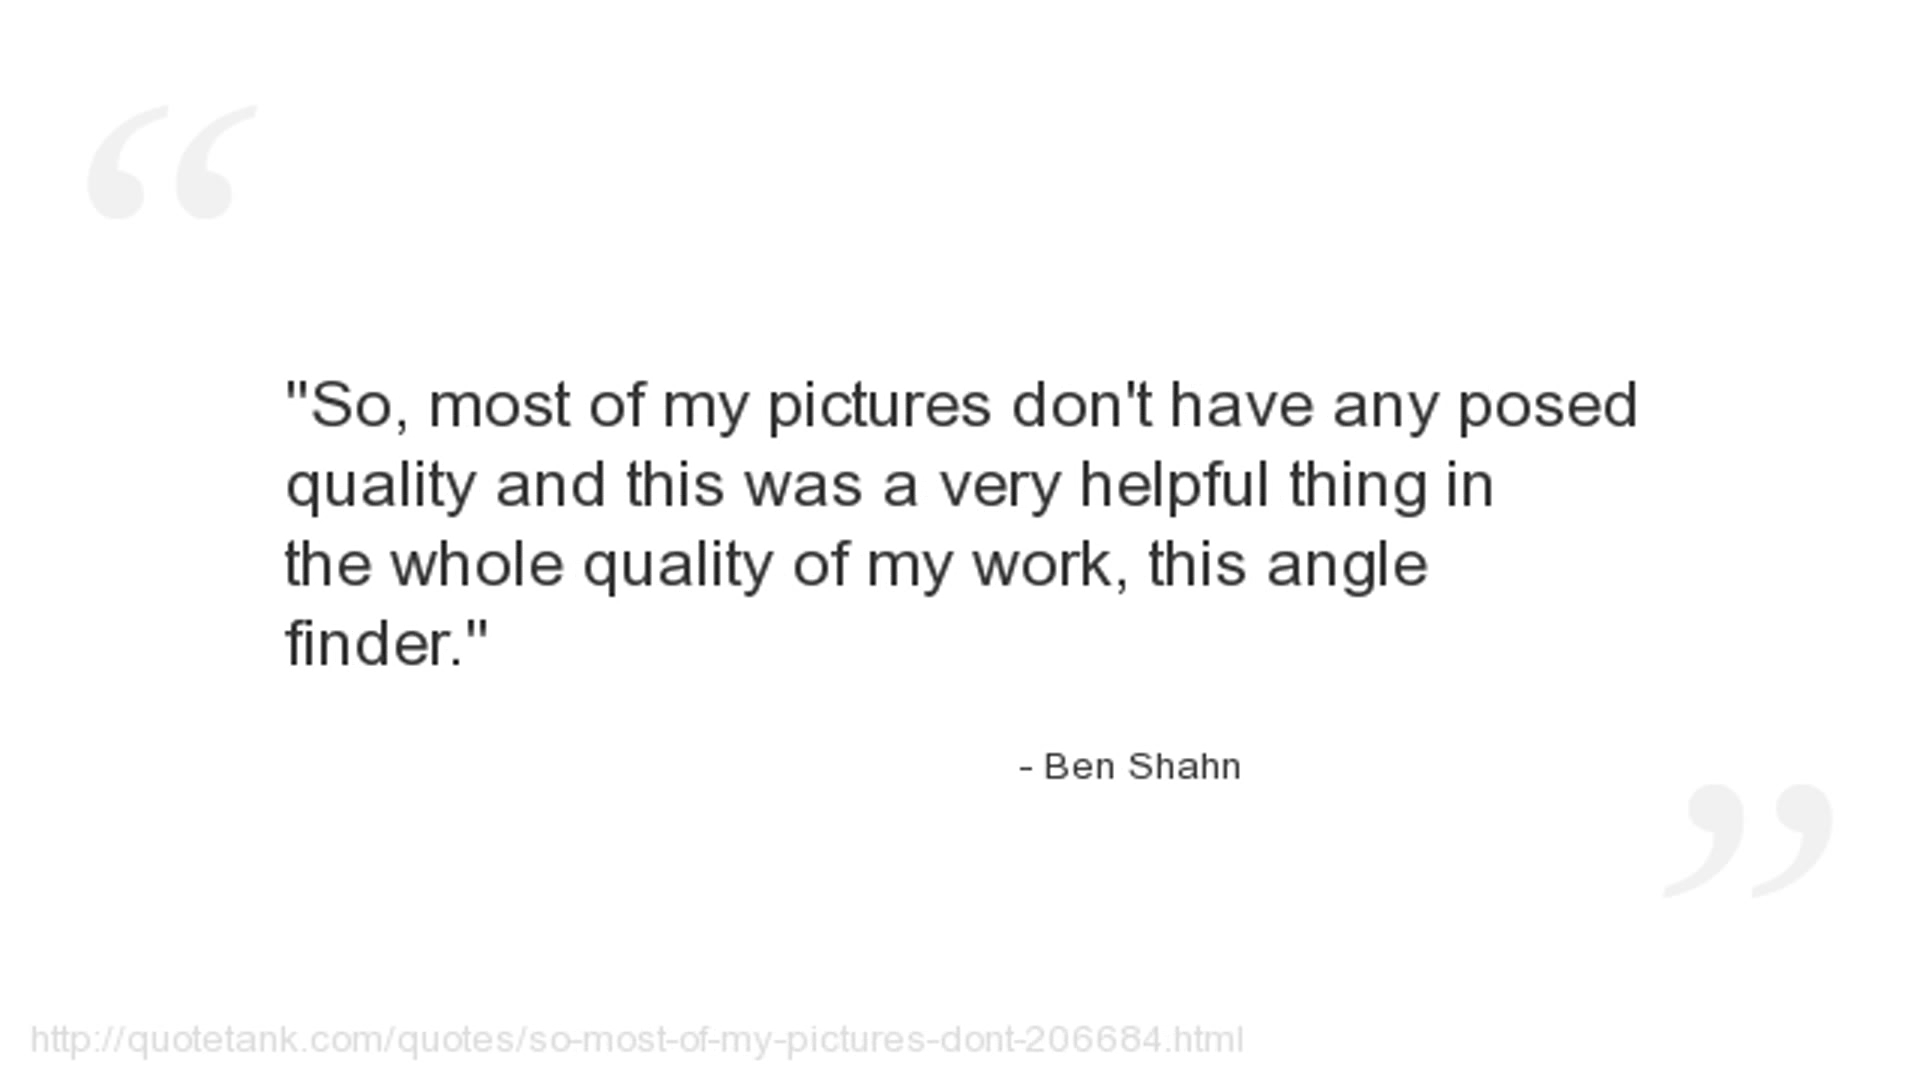 "So, most of my pictures don't have any posed
quality and this was a very helpful thing in
the whole quality of my work, this angle
finder."
- Ben Shahn
http://quotetank.com/quotes/so-most-of-my-pictures-dont-206684.html